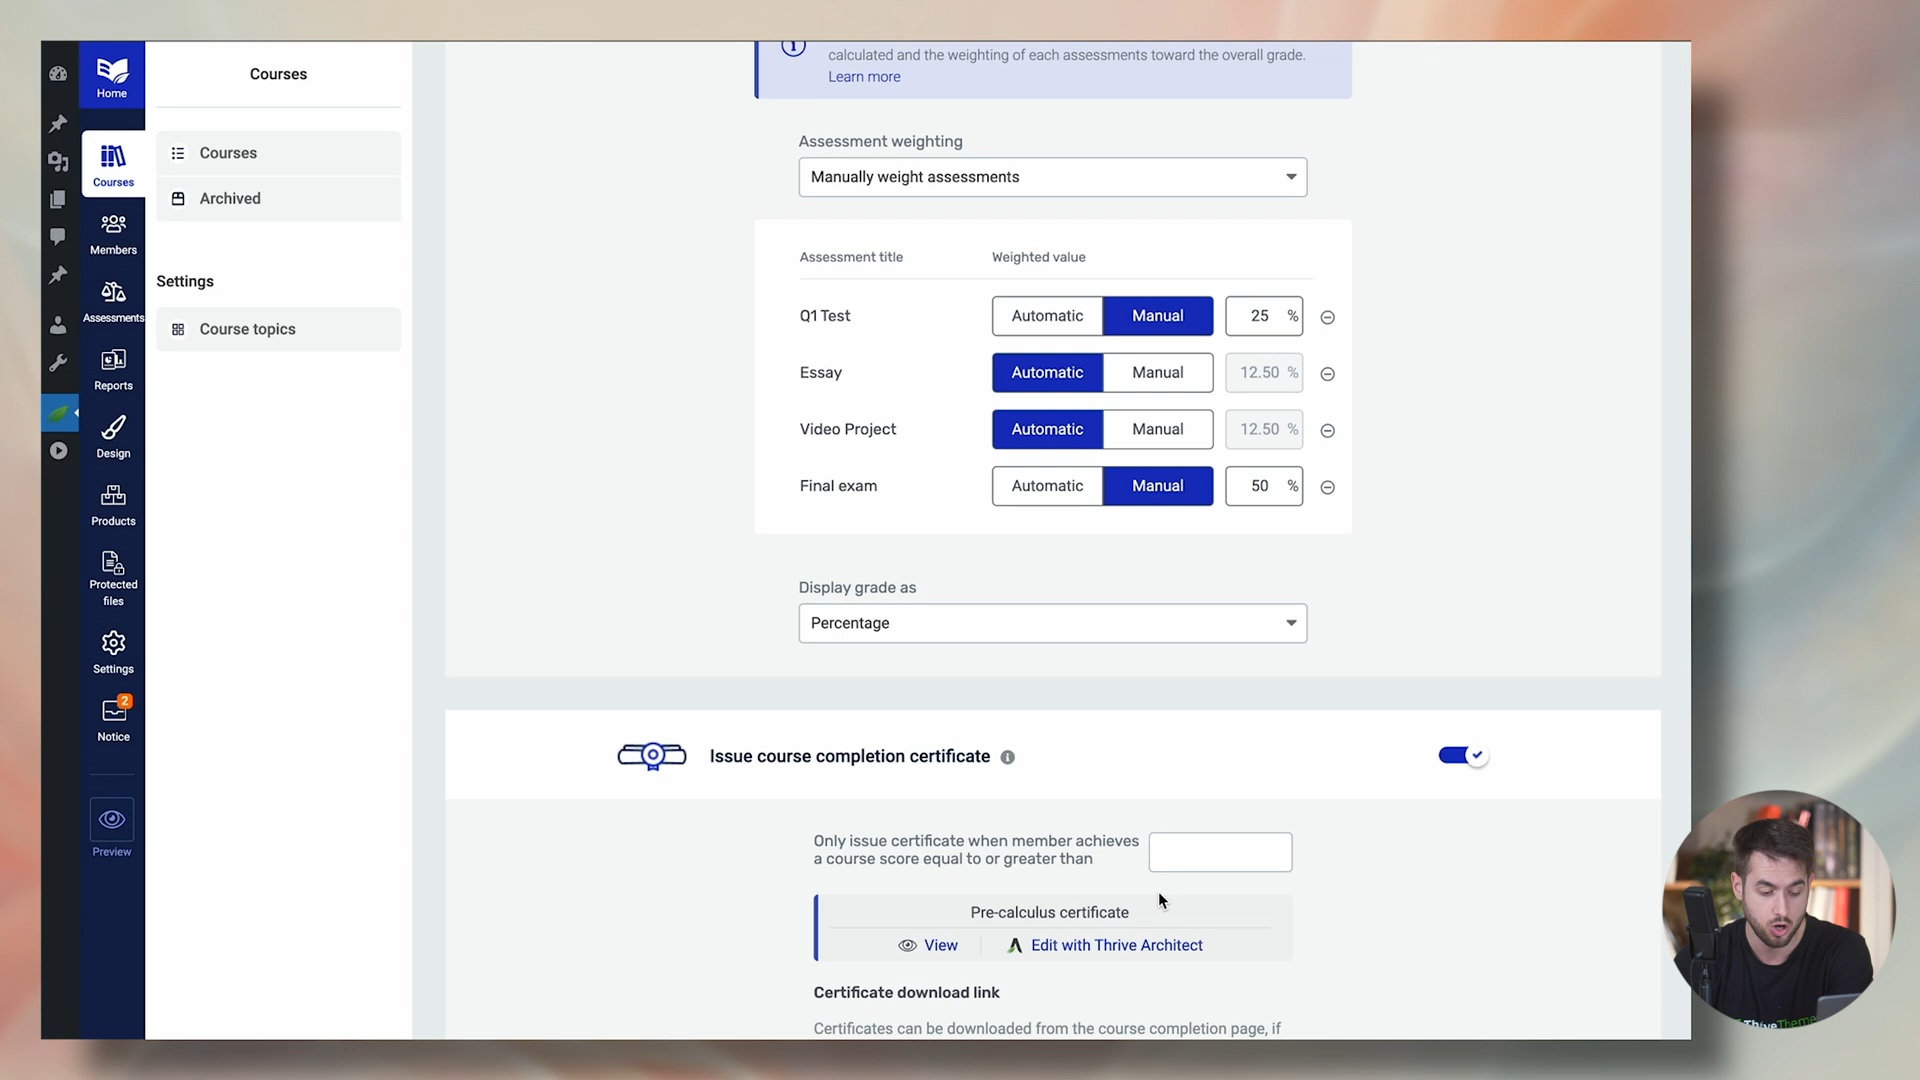 Home
Courses
Members
Assessments
Reports
Design
Products
Protected
files
Settings
2
Notice
Preview
Courses
Courses
Archived
Settings
Course topics
calculated and the weighting of each assessments toward the overall grade.
Learn more
Assessment weighting
Manually weight assessments
Assessment title Weighted value
Q1 Test Automatic Manual 25 %
Essay Automatic Manual 12.50 %
Video Project Automatic Manual 12.50 %
Final exam Automatic Manual 50 %
Display grade as
Percentage
Issue course completion certificate
Only issue certificate when member achieves
a course score equal to or greater than
Pre-calculus certificate
View Edit with Thrive Architect
Certificate download link
Certificates can be downloaded from the course completion page, if